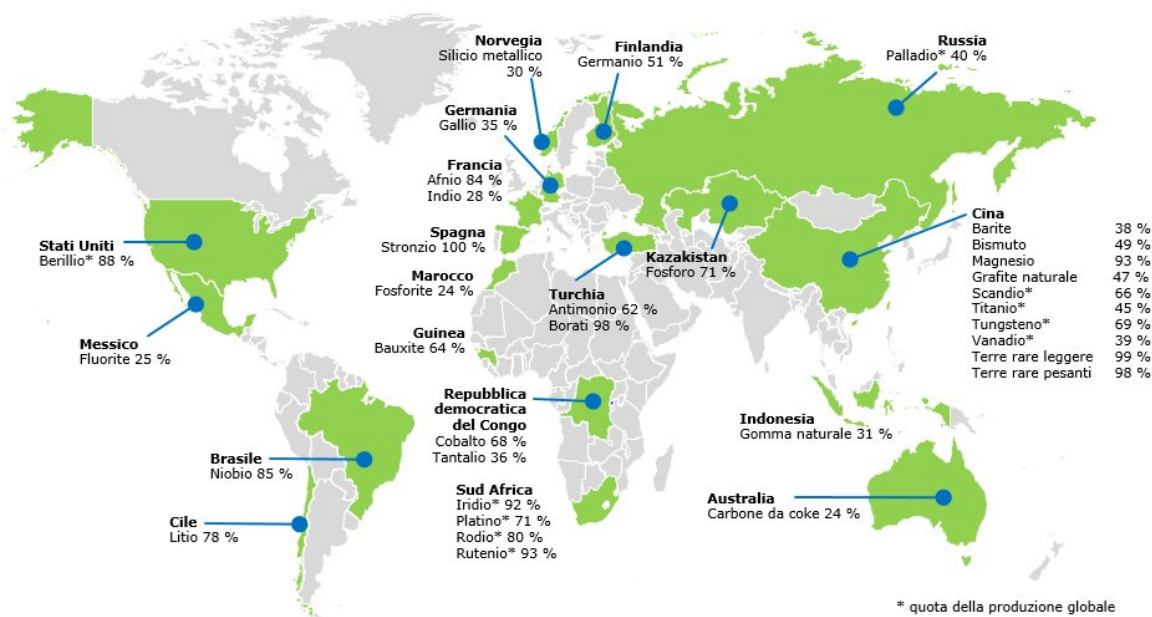 Norvegia
Silicio metallico
30 %
Finlandia
Germanio 51 %
Russia
Palladio* 40 %
Germania
Gallio 35 %
Francia
Afnio 84 %
Indio 28 %
Spagna
Stronzio 100 %
Marocco
Fosforite 24 %
Stati Uniti
Berillio* 88 %
Messico
Fluorite 25 %
Guinea
Bauxite 64 %
Turchia
Antimonio 62 %
Borati 98 %
Kazakistan
Fosforo 71 %
Cina
Barite 38 %
Bismuto 49 %
Magnesio 93 %
Grafite naturale 47 %
Scandio* 66 %
Titanio* 45 %
Tungsteno* 69 %
Vanadio* 39 %
Terre rare leggere 99 %
Terre rare pesanti 98 %
Repubblica
democratica
del Congo
Cobalto 68 %
Tantalio 36 %
Indonesia
Gomma naturale 31 %
Brasile
Niobio 85 %
Cile
Litio 78 %
Sud Africa
Iridio* 92 %
Platino* 71 %
Rodio* 80 %
Rutenio* 93 %
Australia
Carbone da coke 24 %
* quota della produzione globale